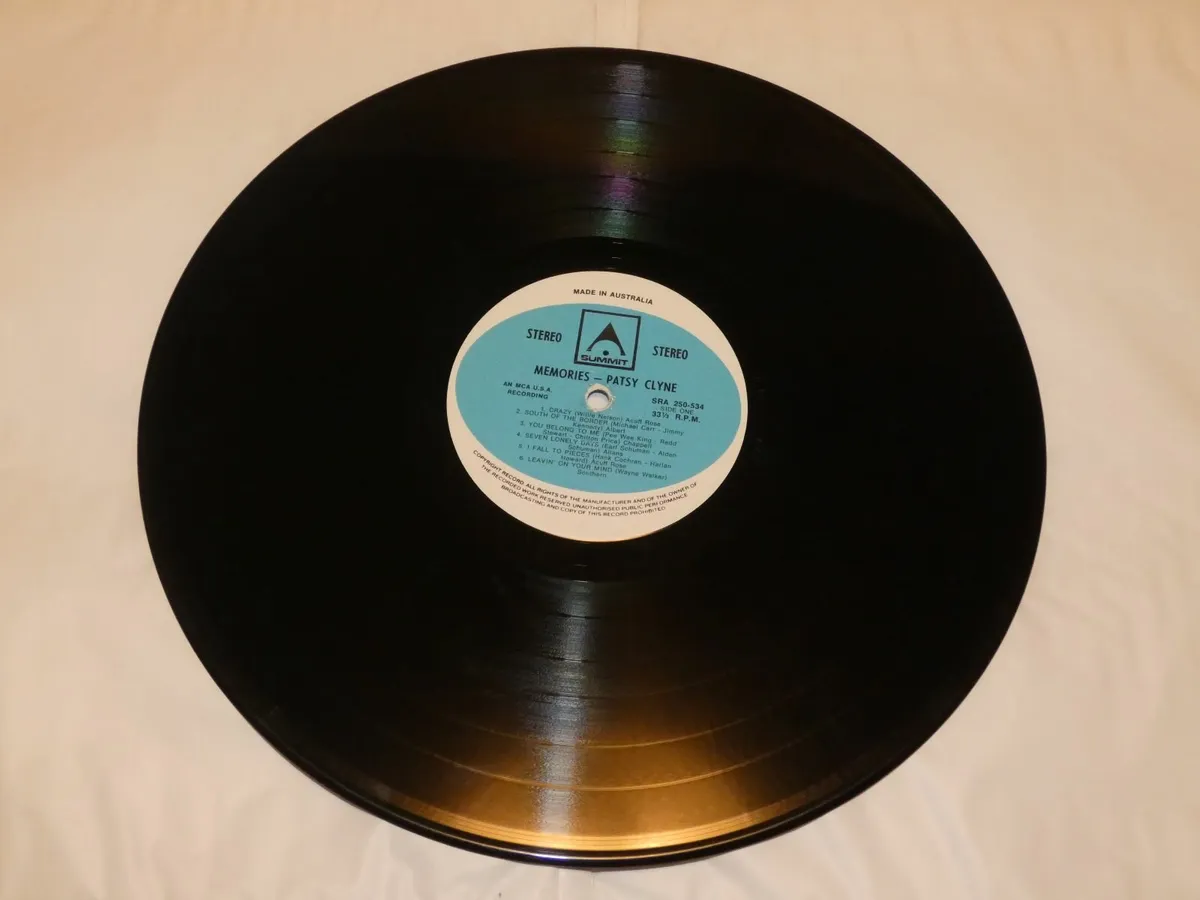 MADE IN AUSTRALIA
STEREO
SUMMIT
STEREO
MEMORIES – PATSY CLYNE
AN MCA U.S.A.
RECORDING
SRA 250-534
SIDE ONE
33⅓ R.P.M.
1. CRAZY (Willie Nelson) Acuff Rose
2. SOUTH OF THE BORDER (Michael Carr - Jimmy
Kennedy) Albert
3. YOU BELONG TO ME (Pee Wee King - Redd
Stewart - Chilton Price) Chappell
4. SEVEN LONELY DAYS (Earl Schuman - Alden
Schuman) Allans
5. I FALL TO PIECES (Hank Cochran - Harlan
Howard) Acuff Rose
6. LEAVIN' ON YOUR MIND (Wayne Walker)
Southern
COPYRIGHT RECORD ALL RIGHTS OF THE MANUFACTURER AND OF THE OWNER OF
THE RECORDED WORK RESERVED UNAUTHORISED PUBLIC PERFORMANCE
BROADCASTING AND COPY OF THIS RECORD PROHIBITED